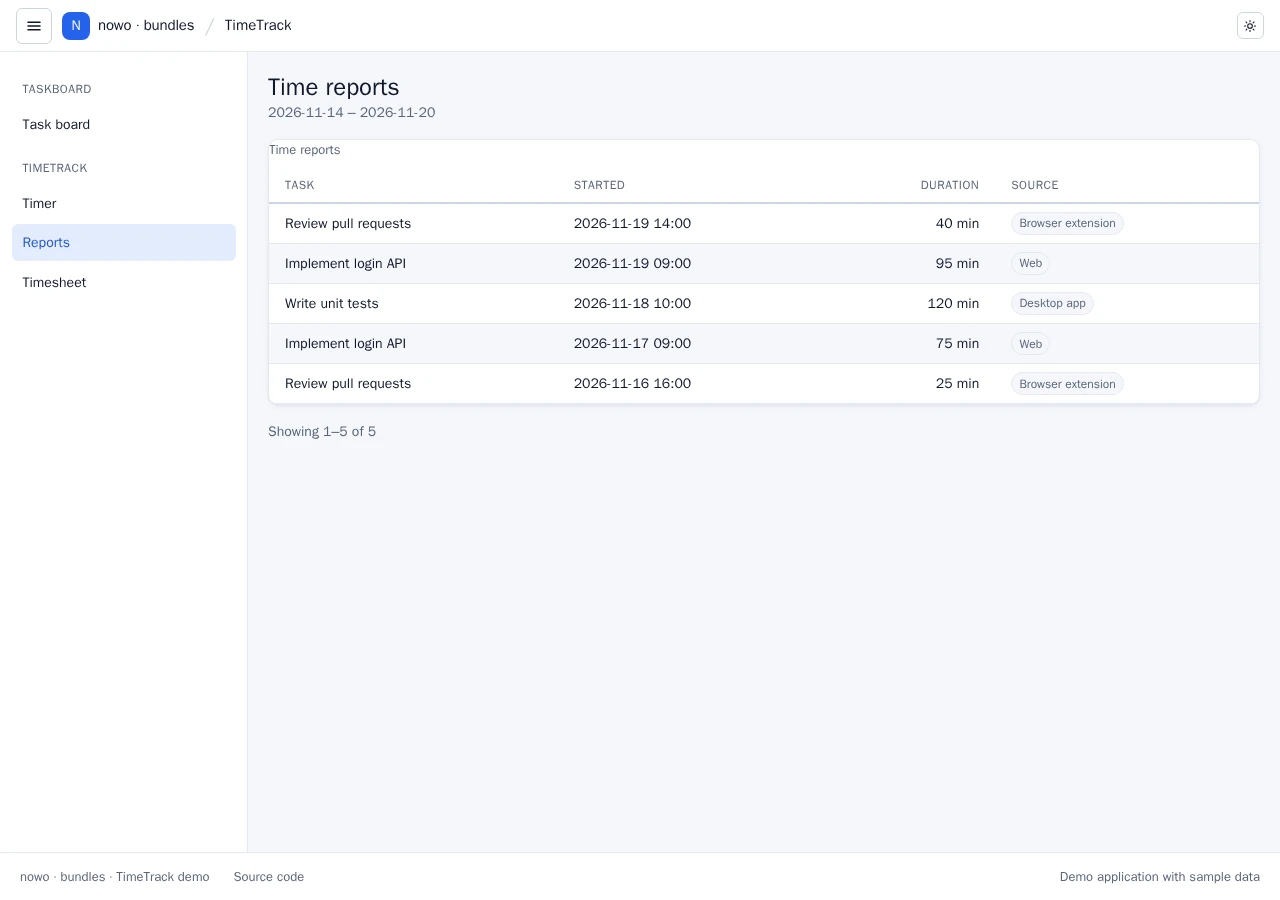 N nowo · bundles / TimeTrack
TASKBOARD
Task board
TIMETRACK
Timer
Reports
Timesheet
Time reports
2026-11-14 – 2026-11-20
Time reports
TASK STARTED DURATION SOURCE
Review pull requests 2026-11-19 14:00 40 min Browser extension
Implement login API 2026-11-19 09:00 95 min Web
Write unit tests 2026-11-18 10:00 120 min Desktop app
Implement login API 2026-11-17 09:00 75 min Web
Review pull requests 2026-11-16 16:00 25 min Browser extension
Showing 1–5 of 5
nowo · bundles · TimeTrack demo Source code Demo application with sample data